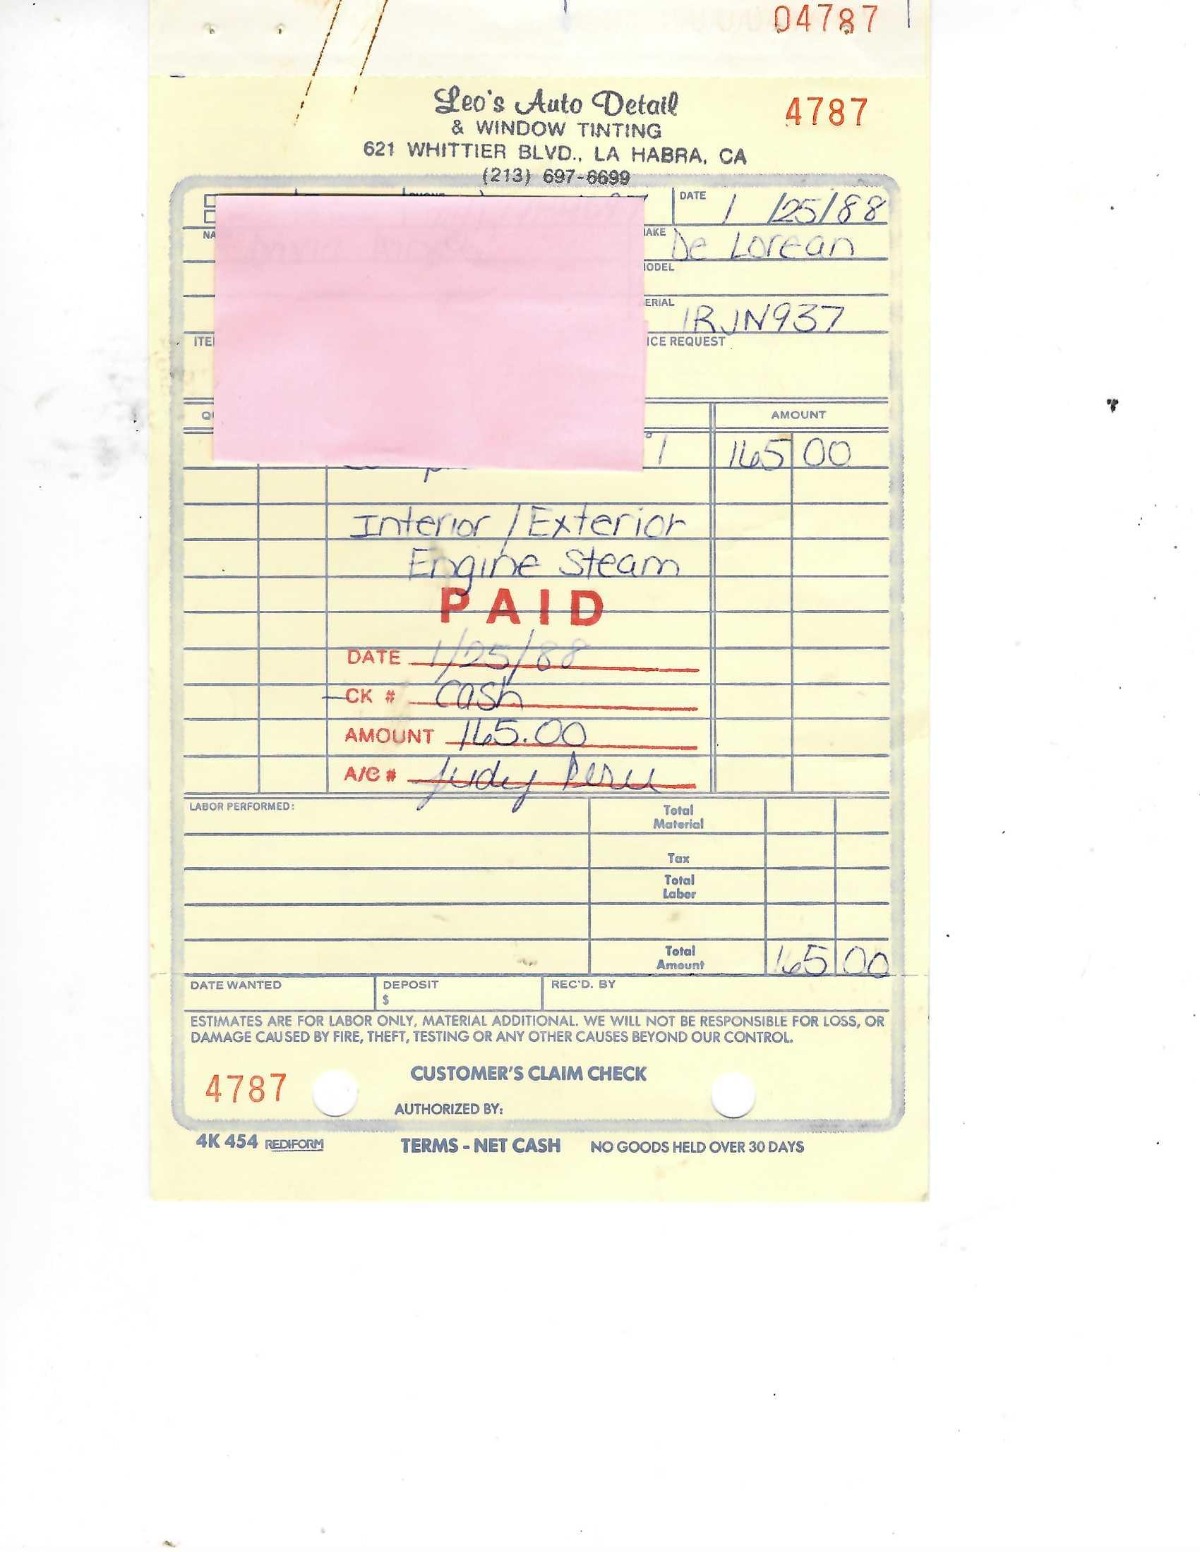 04787
Leo's Auto Detail
4787
& WINDOW TINTING
621 WHITTIER BLVD., LA HABRA, CA
(213) 697-6699
DATE 1/25/88
MAKE De Lorean
MODEL
SERIAL 1RJN937
ICE REQUEST
AMOUNT
165 00
Interior / Exterior
Engine Steam
PAID
DATE 1/25/88
CK # cash
AMOUNT 165.00
A/C # Judy
LABOR PERFORMED:
Total Material
Tax
Total Labor
Total Amount 165 00
DATE WANTED DEPOSIT $ REC'D. BY
ESTIMATES ARE FOR LABOR ONLY, MATERIAL ADDITIONAL. WE WILL NOT BE RESPONSIBLE FOR LOSS, OR
DAMAGE CAUSED BY FIRE, THEFT, TESTING OR ANY OTHER CAUSES BEYOND OUR CONTROL.
4787
CUSTOMER'S CLAIM CHECK
AUTHORIZED BY:
4K 454 REDIFORM TERMS - NET CASH NO GOODS HELD OVER 30 DAYS